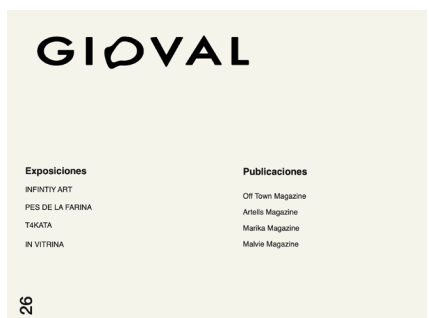 GIOVAL
Exposiciones
INFINTIY ART
PES DE LA FARINA
T4KATA
IN VITRINA
Publicaciones
Off Town Magazine
Artells Magazine
Marika Magazine
Malvie Magazine
26